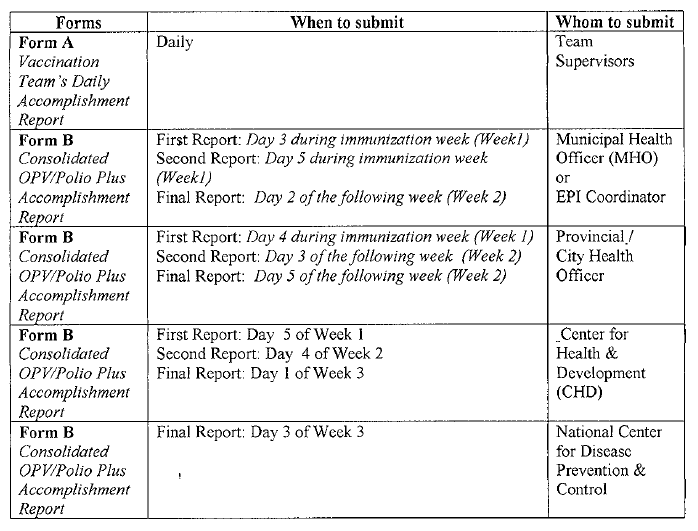 Forms When to submit Whom to submit
Form A Daily Team
Vaccination Supervisors
Team's Daily
Accomplishment
Report
Form B First Report: Day 3 during immunization week (Week1) Municipal Health
Consolidated Second Report: Day 5 during immunization week Officer (MHO)
OPV/Polio Plus (Week1) or
Accomplishment Final Report: Day 2 of the following week (Week 2) EPI Coordinator
Report
Form B First Report: Day 4 during immunization week (Week 1) Provincial /
Consolidated Second Report: Day 3 of the following week (Week 2) City Health
OPV/Polio Plus Final Report: Day 5 of the following week (Week 2) Officer
Accomplishment
Report
Form B First Report: Day 5 of Week 1 Center for
Consolidated Second Report: Day 4 of Week 2 Health &
OPV/Polio Plus Final Report: Day 1 of Week 3 Development
Accomplishment (CHD)
Report
Form B Final Report: Day 3 of Week 3 National Center
Consolidated for Disease
OPV/Polio Plus Prevention &
Accomplishment Control
Report